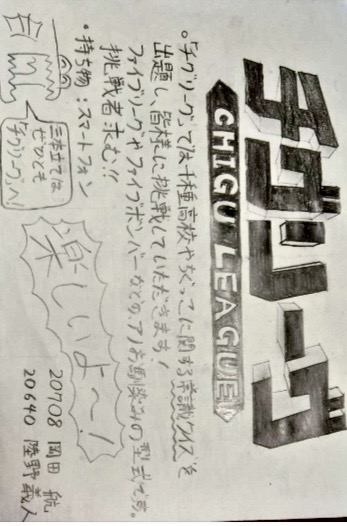 チグリーグ
CHIGU LEAGUE
。「チグリーグ」では千種高校やちぐっこに関する常識クイズを
出題し、皆様に挑戦していただきます!
ファイブリーグやファイブボンバーなどの、アノお馴染みの型式です。
挑戦者求む!!
・持ち物:スマートフォン
三本立ては
ぜひとも
「チグリーグ」へ!
楽しいよ〜!
20708 岡田 航
20640 陸野義人